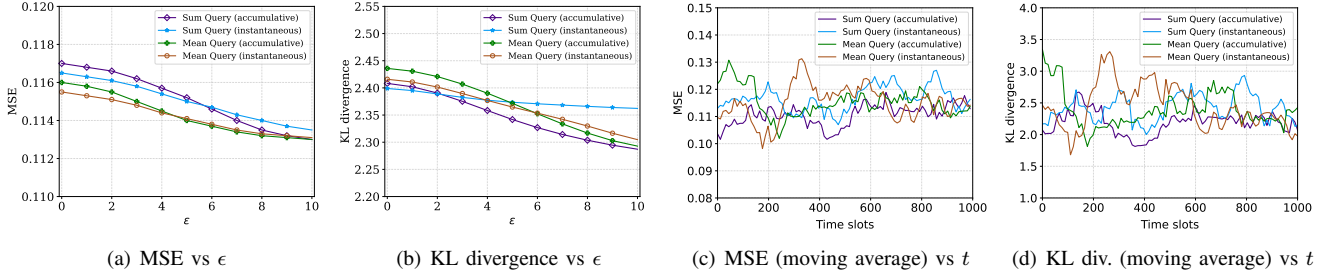 0.120
0.118
0.116
0.114
0.112
0.110
MSE
0 2 4 6 8 10
ε
Sum Query (accumulative)
Sum Query (instantaneous)
Mean Query (accumulative)
Mean Query (instantaneous)
(a) MSE vs ϵ
2.55
2.50
2.45
2.40
2.35
2.30
2.25
2.20
KL divergence
0 2 4 6 8 10
ε
Sum Query (accumulative)
Sum Query (instantaneous)
Mean Query (accumulative)
Mean Query (instantaneous)
(b) KL divergence vs ϵ
0.15
0.14
0.13
0.12
0.11
0.10
0.09
0.08
MSE
0 200 400 600 800 1000
Time slots
Sum Query (accumulative)
Sum Query (instantaneous)
Mean Query (accumulative)
Mean Query (instantaneous)
(c) MSE (moving average) vs t
4.0
3.5
3.0
2.5
2.0
1.5
1.0
KL divergence
0 200 400 600 800 1000
Time slots
Sum Query (accumulative)
Sum Query (instantaneous)
Mean Query (accumulative)
Mean Query (instantaneous)
(d) KL div. (moving average) vs t